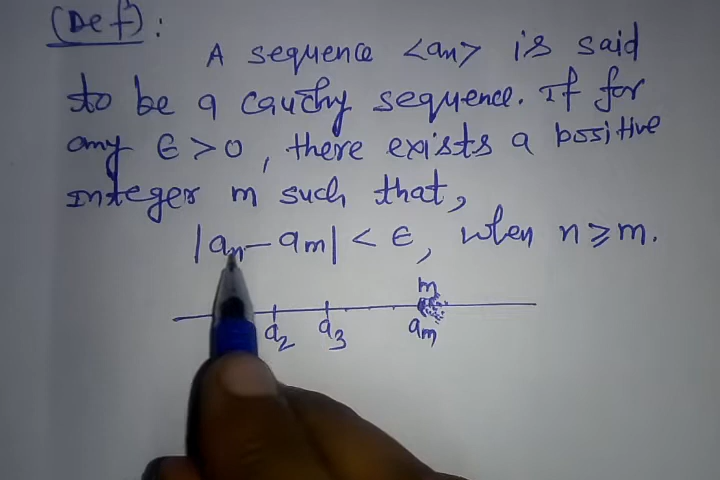 (Def):
A sequence <an> is said
to be a cauchy sequence. If for
any ϵ>0, there exists a positive
integer m such that,
|an - am| < ϵ, when n ≥ m.
m
a2 a3 am